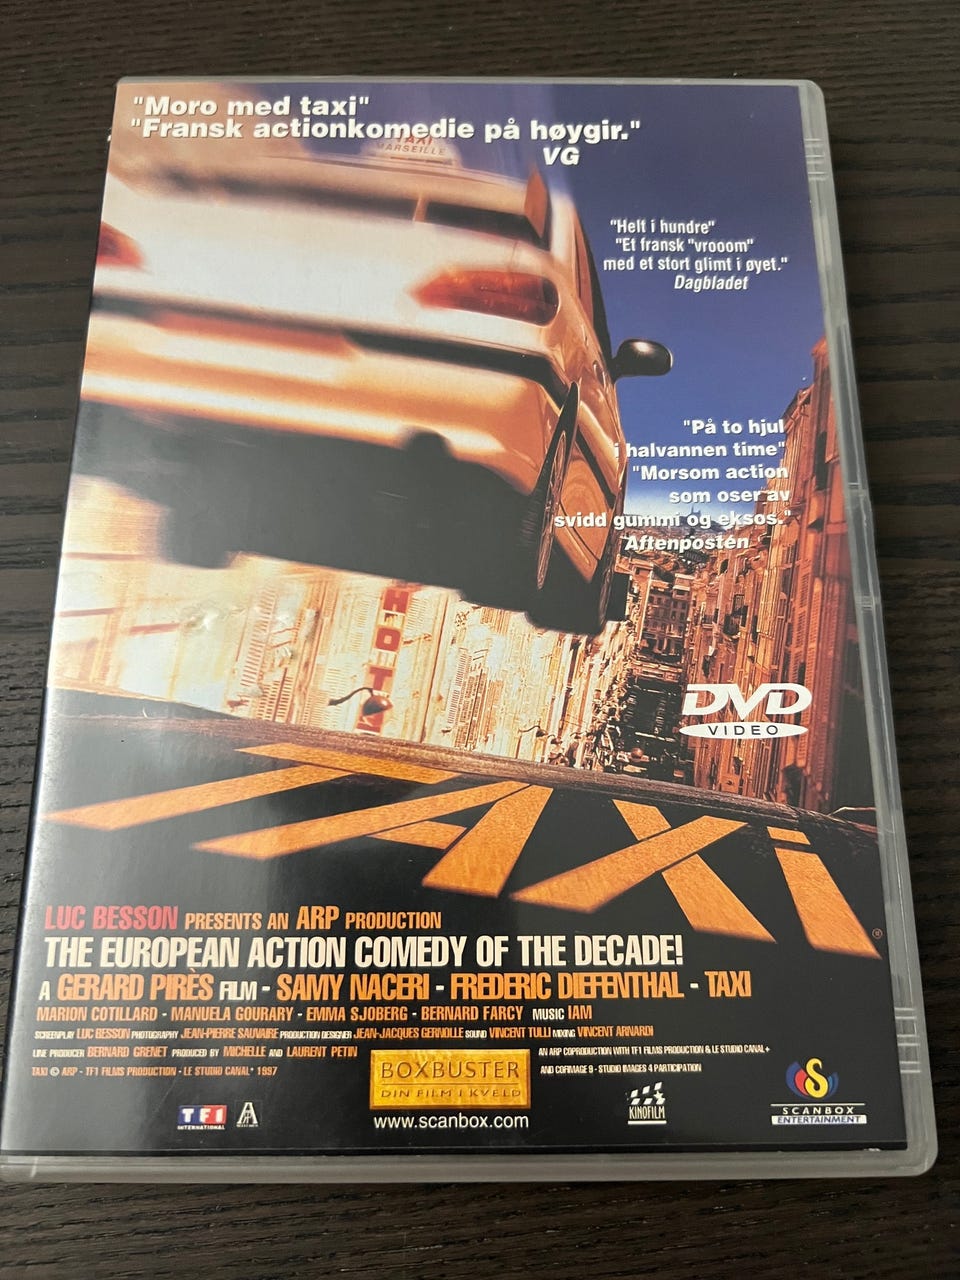 "Moro med taxi"
"Fransk actionkomedie på høygir."
VG
TAXI
MARSEILLE
"Helt i hundre"
"Et fransk "vrooom"
med et stort glimt i øyet."
Dagbladet
"På to hjul
i halvannen time"
"Morsom action
som oser av
svidd gummi og eksos."
Aftenposten
HOTEL
DVD
VIDEO
TAXi
LUC BESSON PRESENTS AN ARP PRODUCTION
THE EUROPEAN ACTION COMEDY OF THE DECADE!
A GERARD PIRÈS FILM - SAMY NACERI - FREDERIC DIEFENTHAL - TAXI
MARION COTILLARD - MANUELA GOURARY - EMMA SJOBERG - BERNARD FARCY MUSIC IAM
SCREENPLAY LUC BESSON PHOTOGRAPHY JEAN-PIERRE SAUVAIRE PRODUCTION DESIGNER JEAN-JACQUES GERNOLLE SOUND VINCENT TULLI MIXING VINCENT ARNARDI
LINE PRODUCER BERNARD GRENET PRODUCED BY MICHELLE AND LAURENT PETIN
AN ARP COPRODUCTION WITH TF1 FILMS PRODUCTION & LE STUDIO CANAL+
TAXI © ARP - TF1 FILMS PRODUCTION - LE STUDIO CANAL+ 1997
AND COFIMAGE 9 - STUDIO IMAGES 4 PARTICIPATION
BOXBUSTER
DIN FILM I KVELD
www.scanbox.com
TF1
INTERNATIONAL
KINOFILM
S
SCANBOX
ENTERTAINMENT